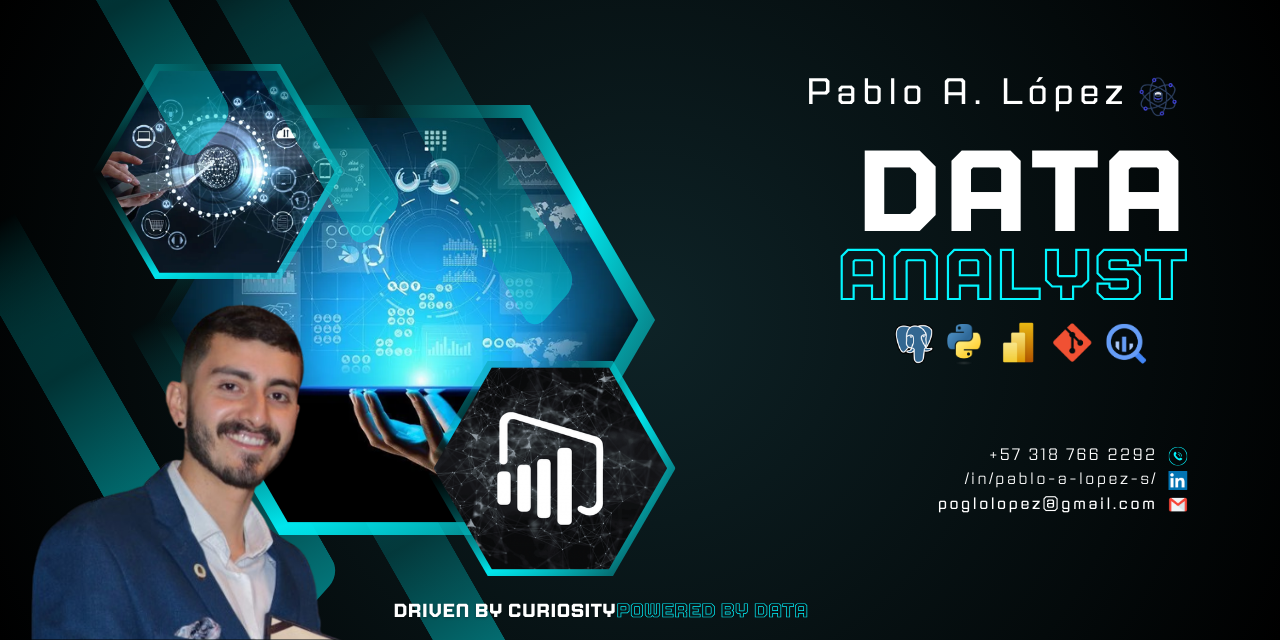 Pablo A. López
DATA
ANALYST
+57 318 766 2292
/in/pablo-a-lopez-s/
poglolopez@gmail.com
DRIVEN BY CURIOSITYPOWERED BY DATA